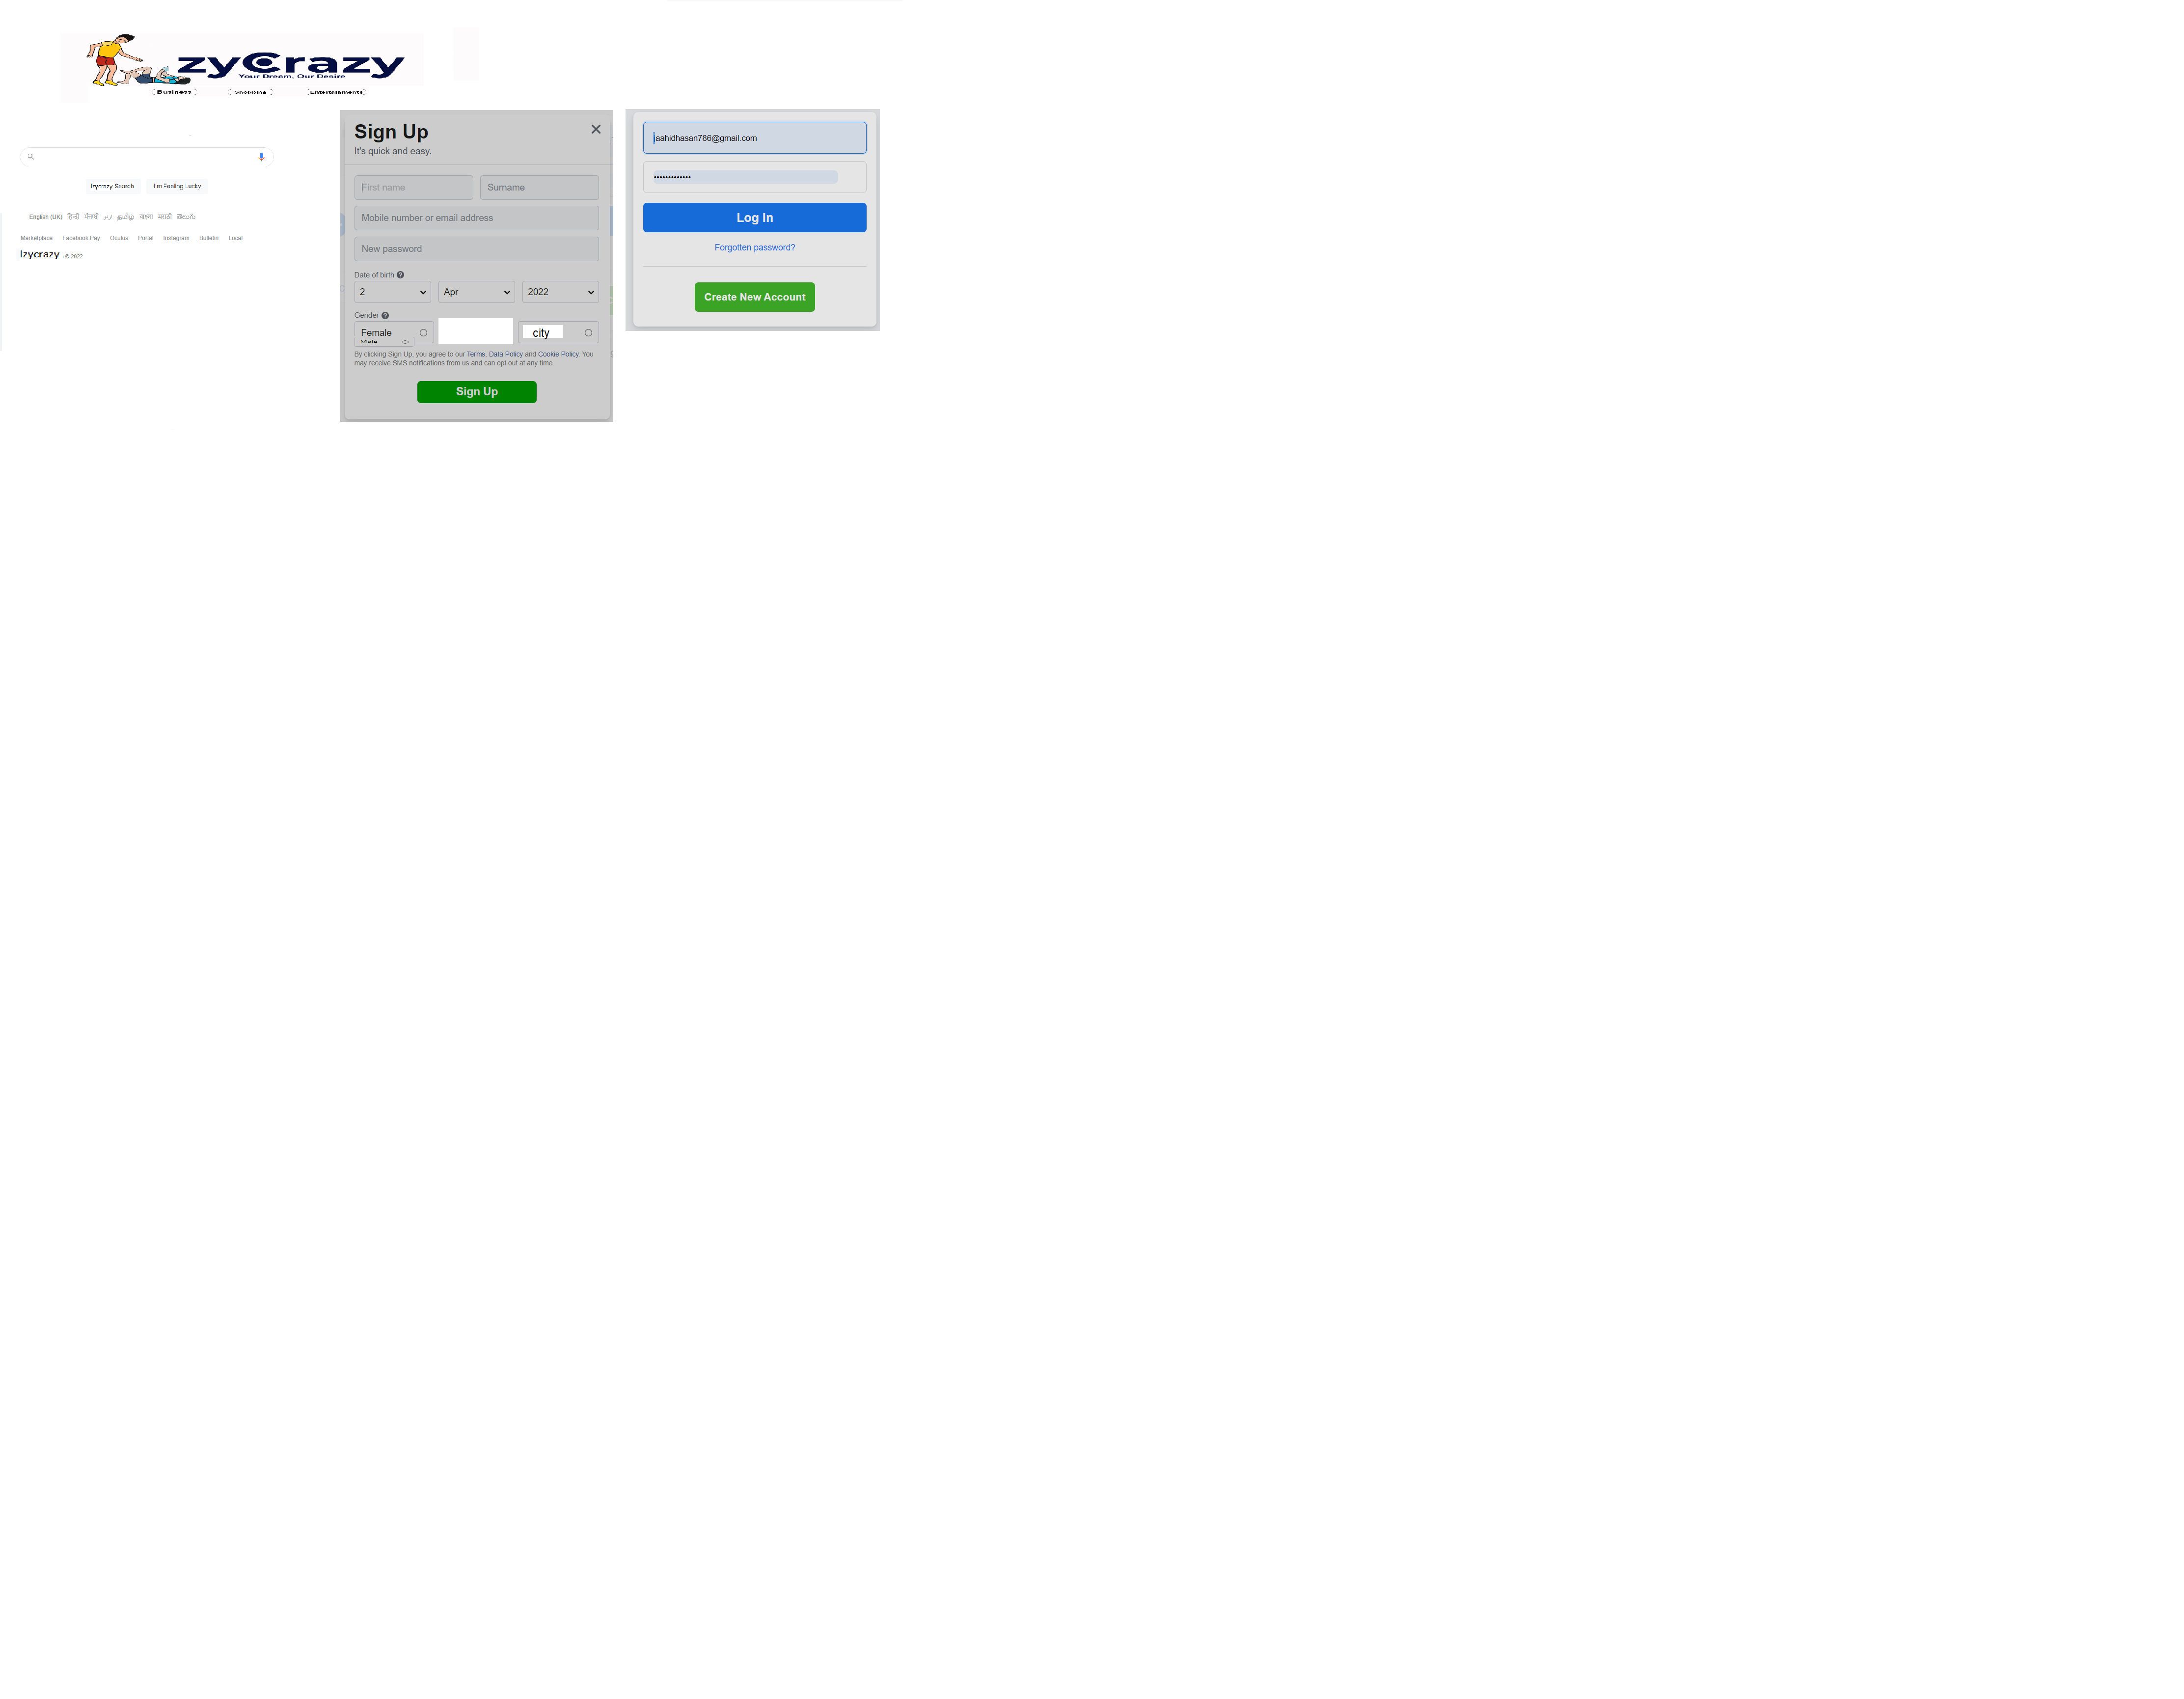 zyCrazy
Your Dream, Our Desire
Business Shopping Entertainments
Izycrazy Search I'm Feeling Lucky
English (UK) हिन्दी ਪੰਜਾਬੀ اردو தமிழ் বাংলা मराठी తెలుగు
Marketplace Facebook Pay Oculus Portal Instagram Bulletin Local
Izycrazy © 2022
Sign Up
It's quick and easy.
First name Surname
Mobile number or email address
New password
Date of birth
2 Apr 2022
Gender
Female city
Male
By clicking Sign Up, you agree to our Terms, Data Policy and Cookie Policy. You
may receive SMS notifications from us and can opt out at any time.
Sign Up
jaahidhasan786@gmail.com
•••••••••••••
Log In
Forgotten password?
Create New Account